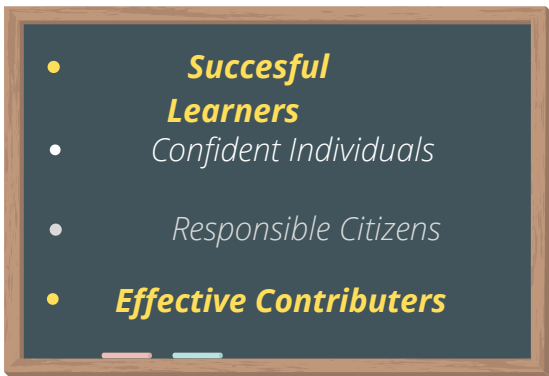 Succesful
Learners
Confident Individuals
Responsible Citizens
Effective Contributers